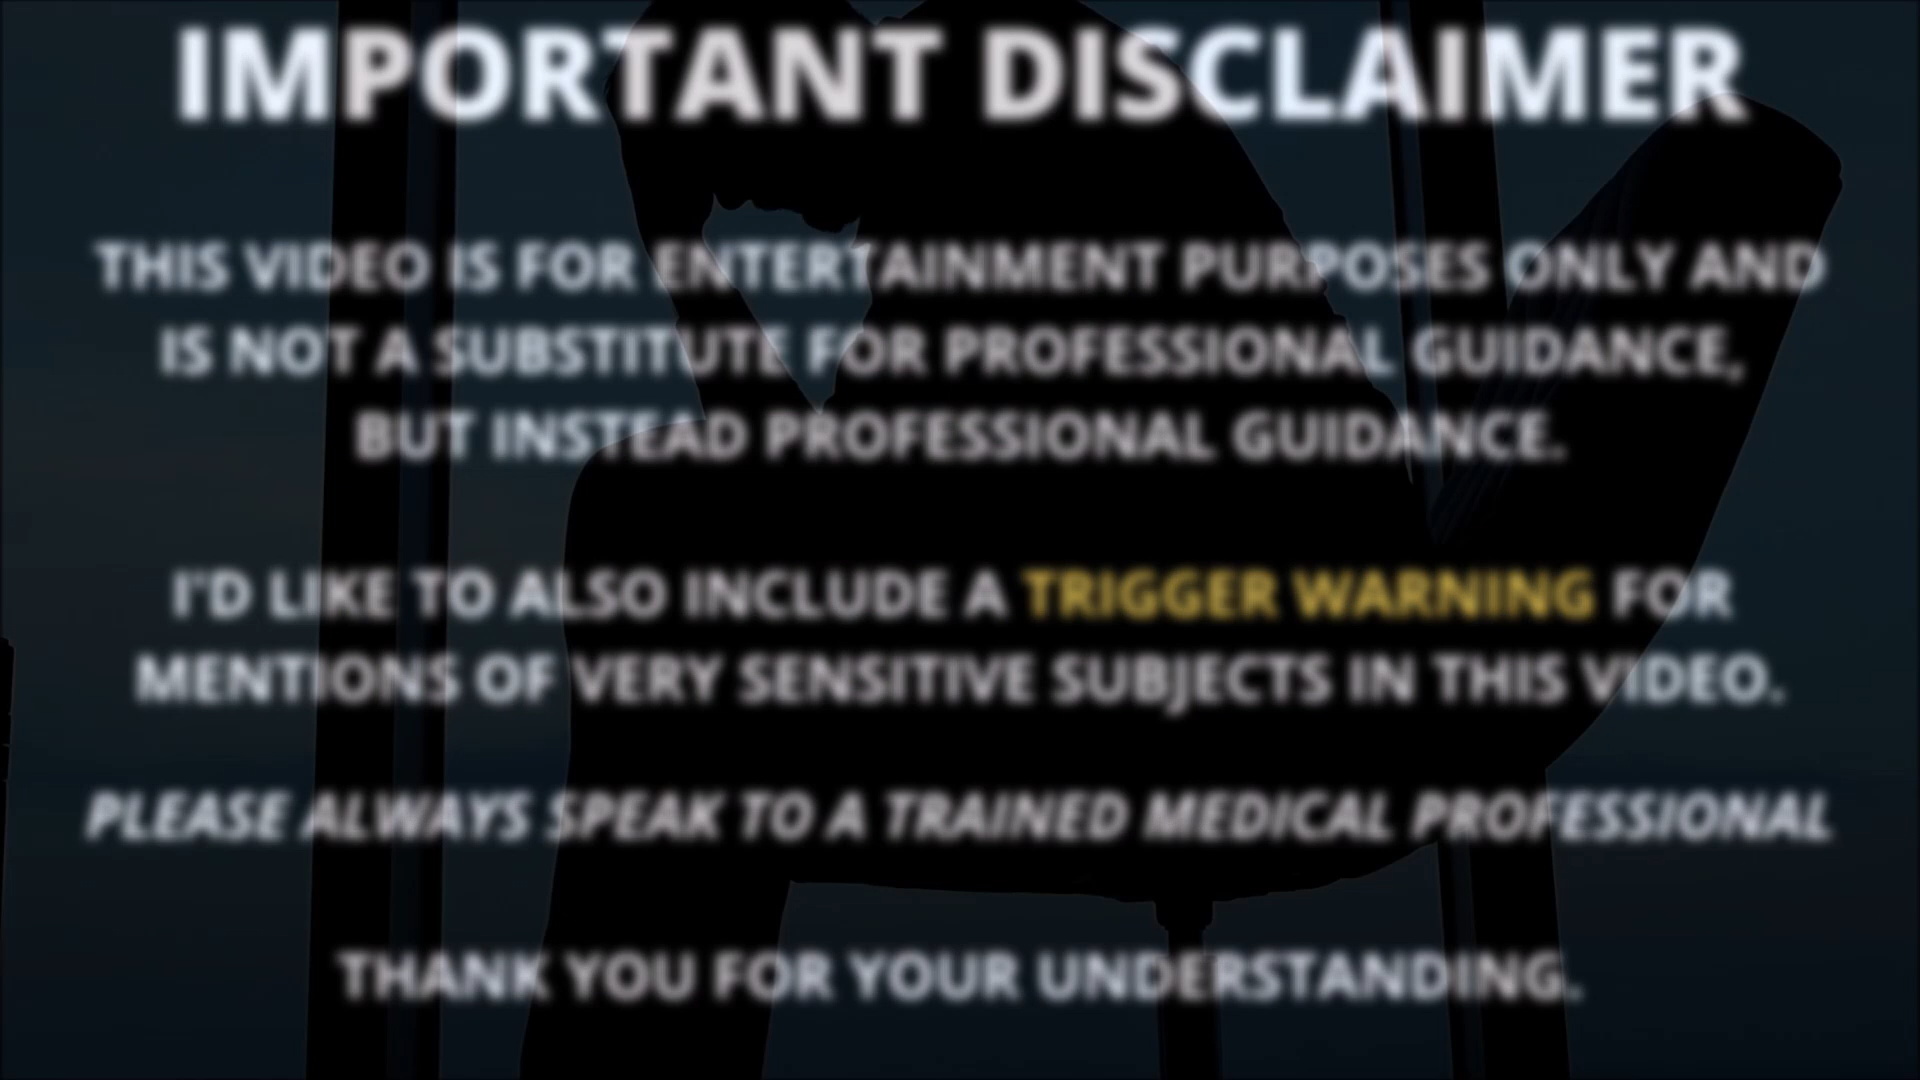 IMPORTANT DISCLAIMER
THIS VIDEO IS FOR ENTERTAINMENT PURPOSES ONLY AND
IS NOT A SUBSTITUTE FOR PROFESSIONAL GUIDANCE,
BUT INSTEAD PROFESSIONAL GUIDANCE.
I'D LIKE TO ALSO INCLUDE A TRIGGER WARNING FOR
MENTIONS OF VERY SENSITIVE SUBJECTS IN THIS VIDEO.
PLEASE ALWAYS SPEAK TO A TRAINED MEDICAL PROFESSIONAL
THANK YOU FOR YOUR UNDERSTANDING.